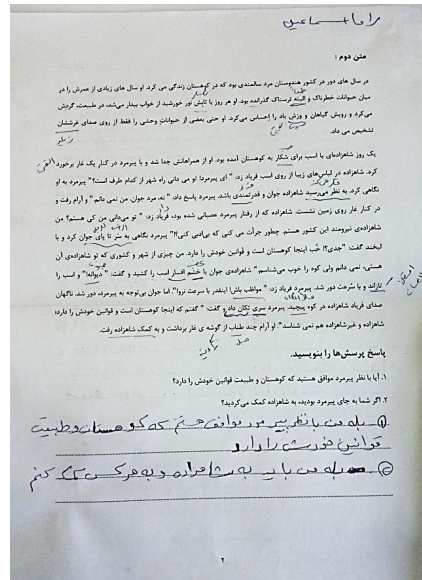 راما اسماعیل
متن دوم :
در سال های دور در کشور هندوستان مرد سالمندی بود که در کوهستان زندگی می کرد. او سال های زیادی از عمرش را در
میان حیوانات خطرناک و البته ترسناک گذرانده بود. او هر روز با تابش نور خورشید از خواب بیدار می‌شد، در طبیعت، گردش
می‌کرد و رویش گیاهان و وزش باد را احساس می‌کرد. او حتی بعضی از حیوانات وحشی را فقط از روی صدای غرششان
تشخیص می داد.
یک روز شاهزاده‌ای با اسب برای شکار به کوهستان آمده بود. او از همراهانش جدا شد و با پیرمرد در کنار یک غار برخورد
کرد. شاهزاده در لباس‌های زیبا از روی اسب فریاد زد: "ای پیرمرد! تو می دانی راه شهر از کدام طرف است؟" پیرمرد به او
نگاهی کرد. به نظر می‌رسید شاهزاده جوان و قدرتمندی باشد. پیرمرد پاسخ داد: "نه، مرد جوان، من نمی دانم" و آرام رفت و
در کنار غار روی زمین نشست. شاهزاده که از رفتار پیرمرد عصبانی شده بود، فریاد زد: " تو می‌دانی من کی هستم؟ من
شاهزاده‌ی نیرومند این کشور هستم چطور جرأت می کنی که بی‌ادبی کنی؟!" پیرمرد نگاهی به سَر تا پای جوان کرد و با
لبخند گفت: "جدی؟! خُب اینجا کوهستان است و قوانین خودش را دارد. من چیزی از شهر و کشوری که تو شاهزاده‌ی آن
هستی، نمی دانم ولی کوه را خوب می‌شناسم." شاهزاده‌ی جوان با خشم افسار اسب را کشید و گفت: "دیوانه!" و اسب را
تازاند و با سُرعت دور شد. پیرمرد فریاد زد: "مواظب باش! اینقدر با سرعت نرو!". اما جوان بی‌توجه به پیرمرد، دور شد. ناگهان
صدای فریاد شاهزاده در کوه پیچید. پیرمرد سری تکان داد و گفت: "گفتم که اینجا کوهستان است و قوانین خودش را دارد؛
شاهزاده و غیرشاهزاده هم نمی شناسد". او آرام چند طناب از گوشه ی غار برداشت و به کمک شاهزاده رفت.
پاسخ پرسش‌ها را بنویسید.
۱. آیا با نظر پیرمرد موافق هستید که کوهستان و طبیعت قوانین خودش را دارد؟
۲. اگر شما به جای پیرمرد بودید، به شاهزاده کمک می‌کردید؟
۱- بله من با نظر پیرمرد موافق هستم که کوهستان و طبیعت
قوانین خودش را دارد
۲- بله من باید به شاهزاده و به هر کس کمک کنم
۲